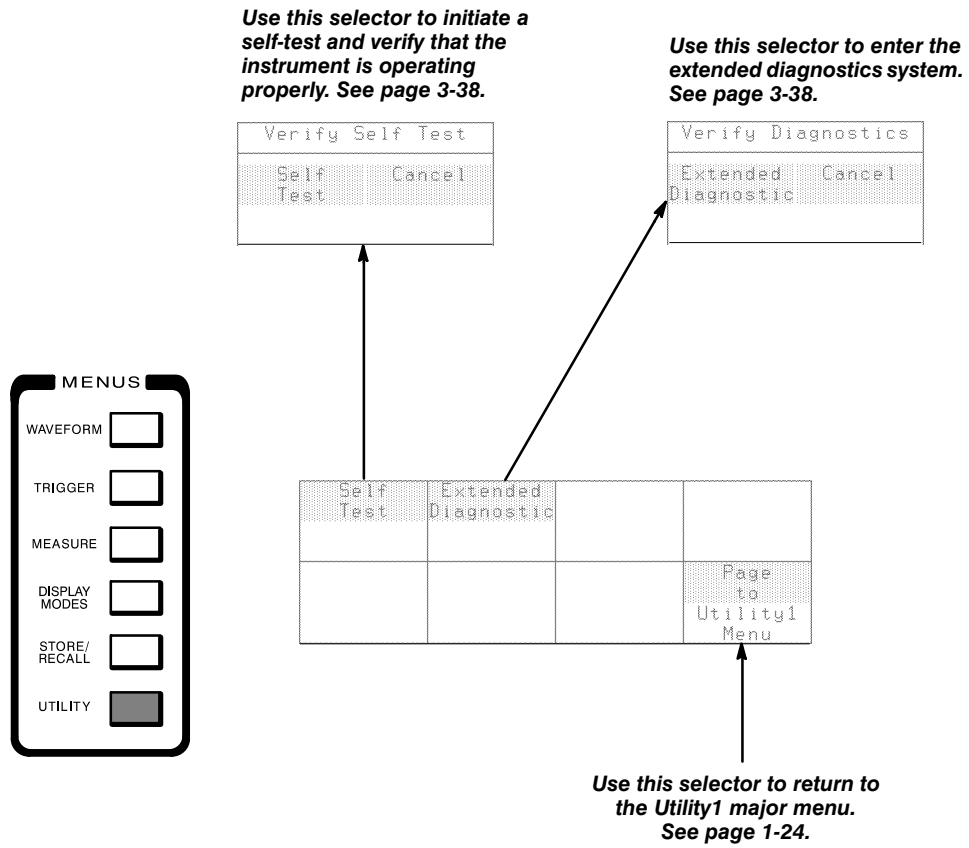 Use this selector to initiate a
self-test and verify that the
instrument is operating
properly. See page 3-38.
Use this selector to enter the
extended diagnostics system.
See page 3-38.
Verify Self Test
Self
Test
Cancel
Verify Diagnostics
Extended
Diagnostic
Cancel
MENUS
WAVEFORM
TRIGGER
MEASURE
DISPLAY
MODES
STORE/
RECALL
UTILITY
Self
Test
Extended
Diagnostic
Page
to
Utility1
Menu
Use this selector to return to
the Utility1 major menu.
See page 1-24.